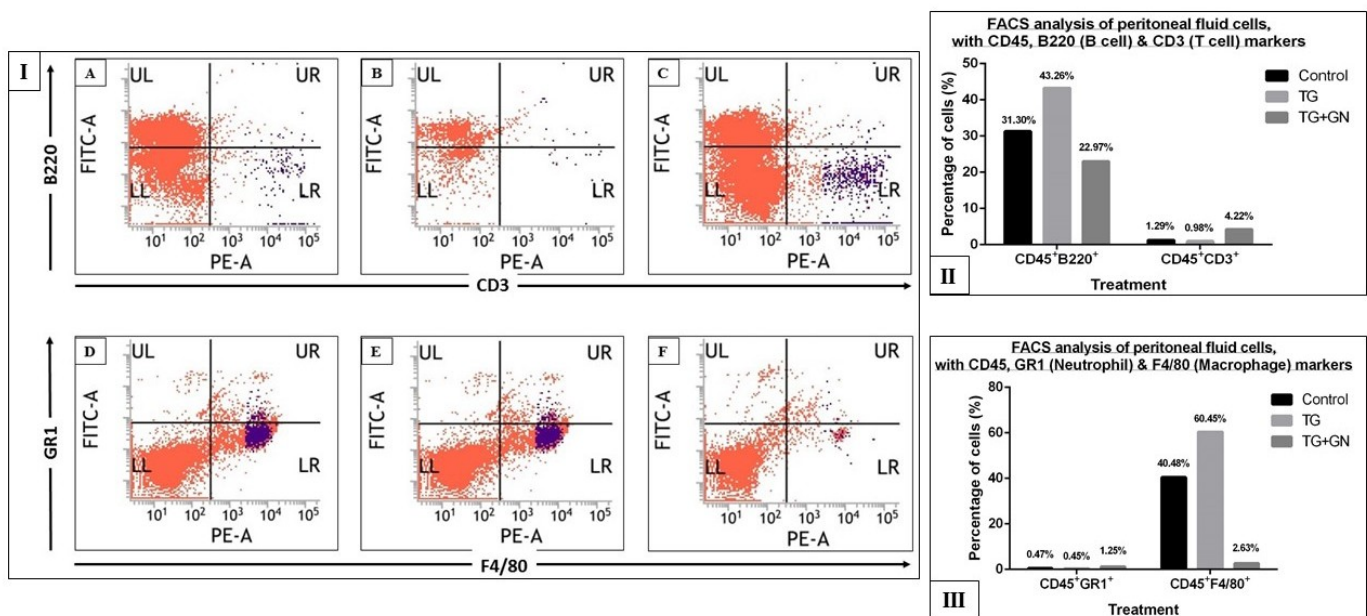 I
A
UL
UR
LL
LR
FITC-A
10¹ 10² 10³ 10⁴ 10⁵
PE-A
B
UL
UR
LL
LR
FITC-A
10¹ 10² 10³ 10⁴ 10⁵
PE-A
C
UL
UR
LL
LR
FITC-A
10¹ 10² 10³ 10⁴ 10⁵
PE-A
B220
CD3
D
UL
UR
LL
LR
FITC-A
10¹ 10² 10³ 10⁴ 10⁵
PE-A
E
UL
UR
LL
LR
FITC-A
10¹ 10² 10³ 10⁴ 10⁵
PE-A
F
UL
UR
LL
LR
FITC-A
10¹ 10² 10³ 10⁴ 10⁵
PE-A
GR1
F4/80
FACS analysis of peritoneal fluid cells,
with CD45, B220 (B cell) & CD3 (T cell) markers
Percentage of cells (%)
50
40
30
20
10
0
31.30%
43.26%
22.97%
1.29%
0.98%
4.22%
Control
TG
TG+GN
CD45⁺B220⁺
CD45⁺CD3⁺
Treatment
II
FACS analysis of peritoneal fluid cells,
with CD45, GR1 (Neutrophil) & F4/80 (Macrophage) markers
Percentage of cells (%)
80
60
40
20
0
0.47%
0.45%
1.25%
40.48%
60.45%
2.63%
Control
TG
TG+GN
CD45⁺GR1⁺
CD45⁺F4/80⁺
Treatment
III